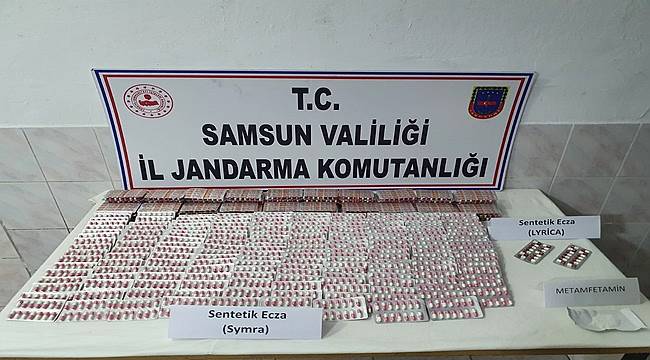 T.C.
SAMSUN VALİLİĞİ
İL JANDARMA KOMUTANLIĞI
Sentetik Ecza
(LYRİCA)
METAMFETAMİN
Sentetik Ecza
(Symra)